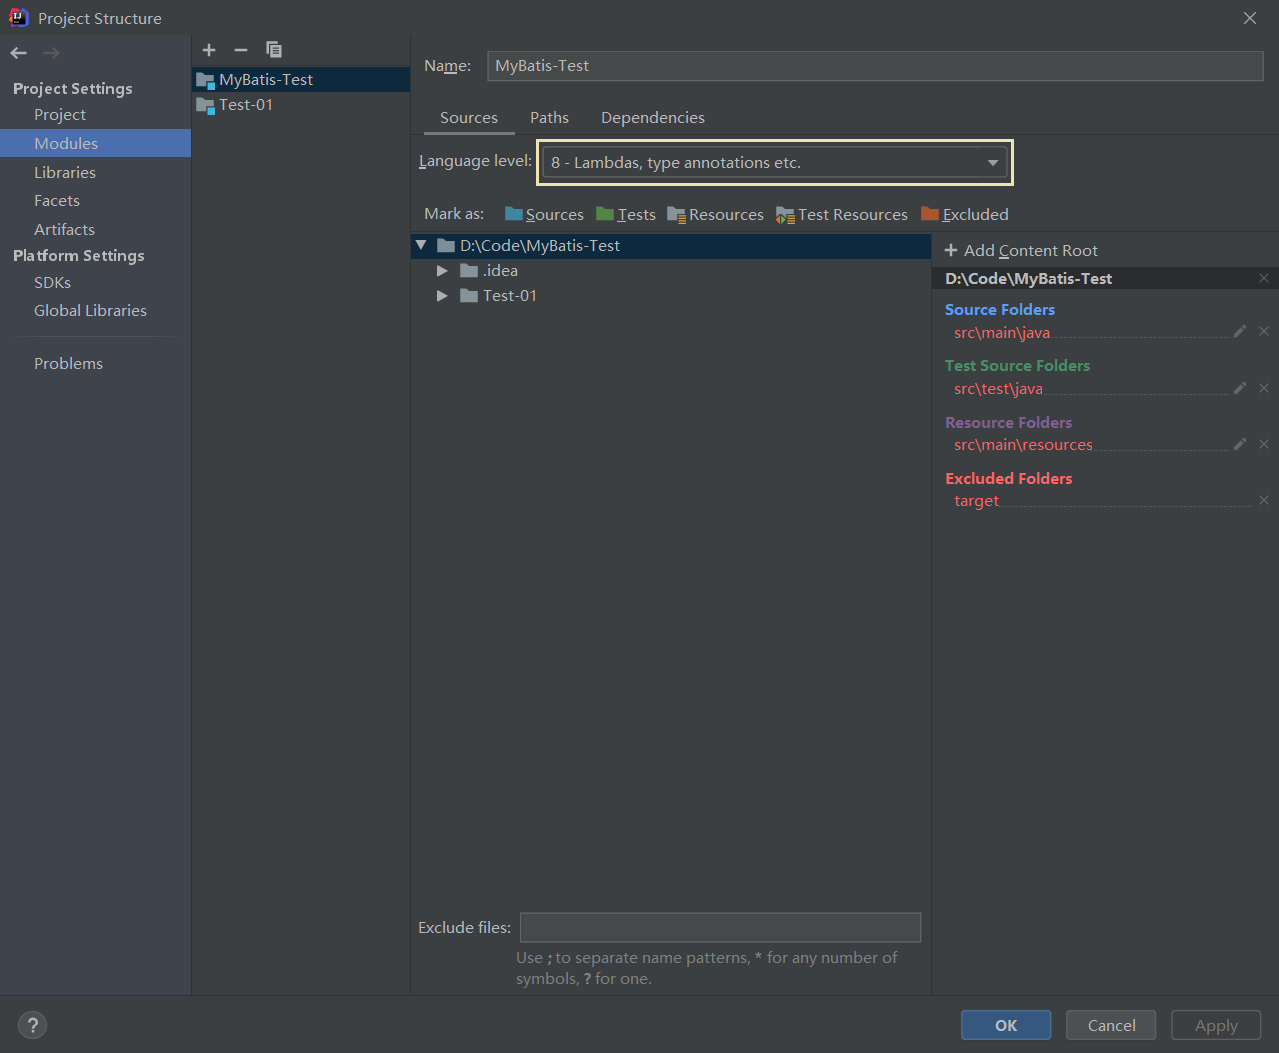 Project Structure
Project Settings
Project
Modules
Libraries
Facets
Artifacts
Platform Settings
SDKs
Global Libraries
Problems
MyBatis-Test
Test-01
Name: MyBatis-Test
Sources Paths Dependencies
Language level: 8 - Lambdas, type annotations etc.
Mark as: Sources Tests Resources Test Resources Excluded
D:\Code\MyBatis-Test
.idea
Test-01
Exclude files:
Use ; to separate name patterns, * for any number of
symbols, ? for one.
Add Content Root
D:\Code\MyBatis-Test
Source Folders
src\main\java
Test Source Folders
src\test\java
Resource Folders
src\main\resources
Excluded Folders
target
? OK Cancel Apply